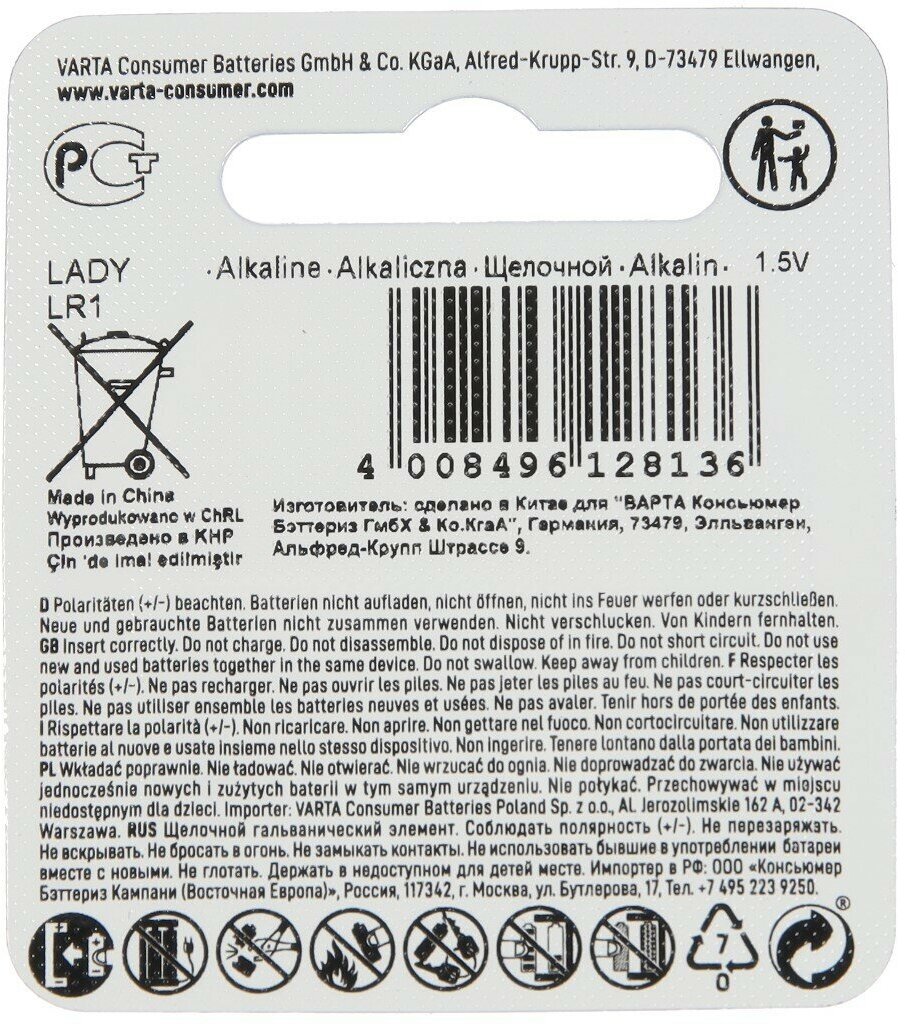 VARTA Consumer Batteries GmbH & Co. KGaA, Alfred-Krupp-Str. 9, D-73479 Ellwangen,
www.varta-consumer.com
РСТ
LADY
LR1
·Alkaline·Alkaliczna·Щелочной·Alkalin· 1.5V
4 008496 128136
Made in China
Wyprodukowano w ChRL
Произведено в КНР
Çin 'de imal edilmiştir
Изготовитель: сделано в Китае для "ВАРТА Консьюмер
Бэттериз ГмбХ & Ко.КгаА", Германия, 73479, Элльванген,
Альфред-Крупп Штрассе 9.
D Polaritäten (+/-) beachten. Batterien nicht aufladen, nicht öffnen, nicht ins Feuer werfen oder kurzschließen.
Neue und gebrauchte Batterien nicht zusammen verwenden. Nicht verschlucken. Von Kindern fernhalten.
GB Insert correctly. Do not charge. Do not disassemble. Do not dispose of in fire. Do not short circuit. Do not use
new and used batteries together in the same device. Do not swallow. Keep away from children. F Respecter les
polarités (+/-). Ne pas recharger. Ne pas ouvrir les piles. Ne pas jeter les piles au feu. Ne pas court-circuiter les
piles. Ne pas utiliser ensemble les batteries neuves et usées. Ne pas avaler. Tenir hors de portée des enfants.
I Rispettare la polarità (+/-). Non ricaricare. Non aprire. Non gettare nel fuoco. Non cortocircuitare. Non utilizzare
batterie al nuove e usate insieme nello stesso dispositivo. Non ingerire. Tenere lontano dalla portata dei bambini.
PL Wkładać poprawnie. Nie ładować. Nie otwierać. Nie wrzucać do ognia. Nie doprowadzać do zwarcia. Nie używać
jednocześnie nowych i zużytych baterii w tym samym urządzeniu. Nie połykać. Przechowywać w miejscu
niedostępnym dla dzieci. Importer: VARTA Consumer Batteries Poland Sp. z o.o., Al. Jerozolimskie 162 A, 02-342
Warszawa. RUS Щелочной гальванический элемент. Соблюдать полярность (+/-). Не перезаряжать.
Не вскрывать. Не бросать в огонь. Не замыкать контакты. Не использовать бывшие в употреблении батареи
вместе с новыми. Не глотать. Держать в недоступном для детей месте. Импортер в РФ: ООО «Консьюмер
Бэттериз Кампани (Восточная Европа)», Россия, 117342, г. Москва, ул. Бутлерова, 17, Тел. +7 495 223 9250.
7
0
®